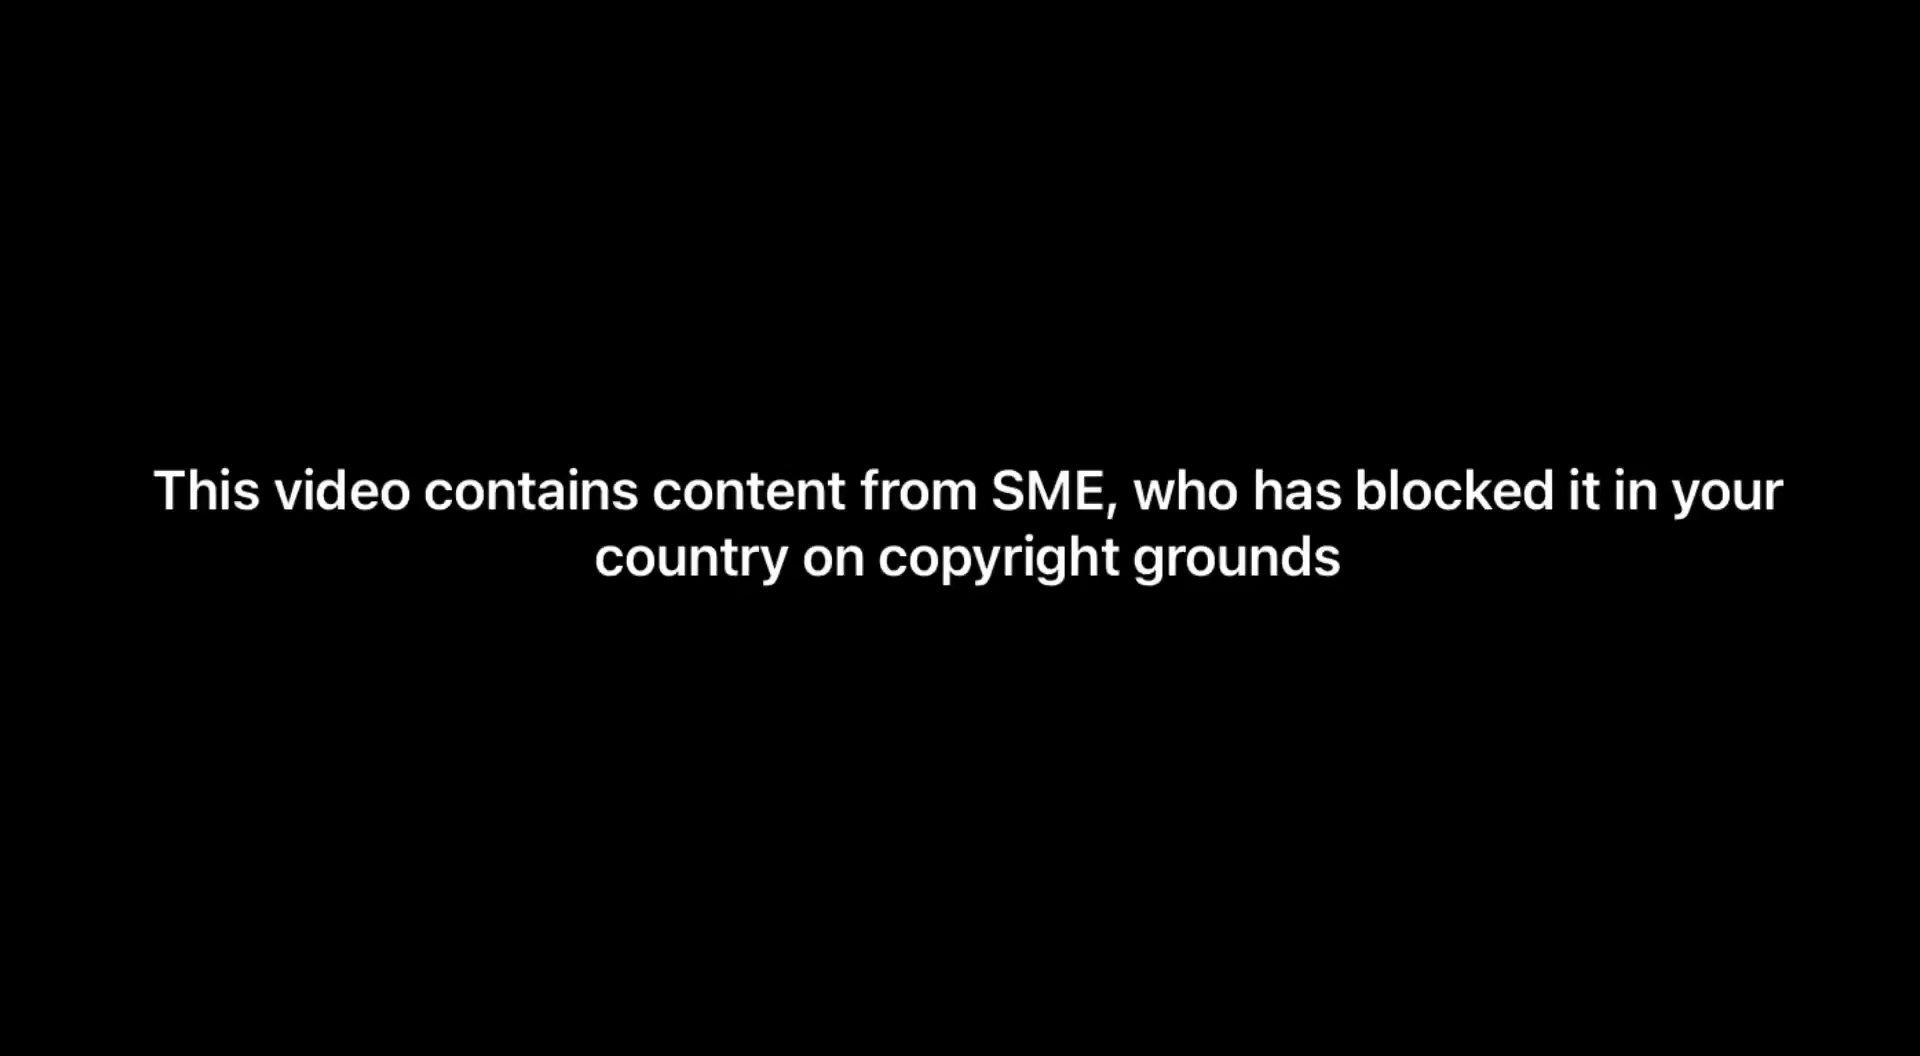 This video contains content from SME, who has blocked it in your
country on copyright grounds